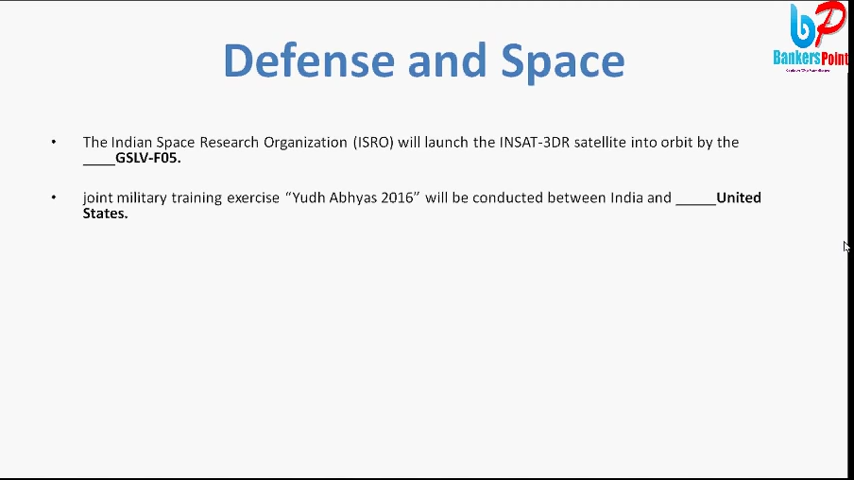 BankersPoint
Defense and Space
• The Indian Space Research Organization (ISRO) will launch the INSAT-3DR satellite into orbit by the
____GSLV-F05.
• joint military training exercise “Yudh Abhyas 2016” will be conducted between India and _____United
States.